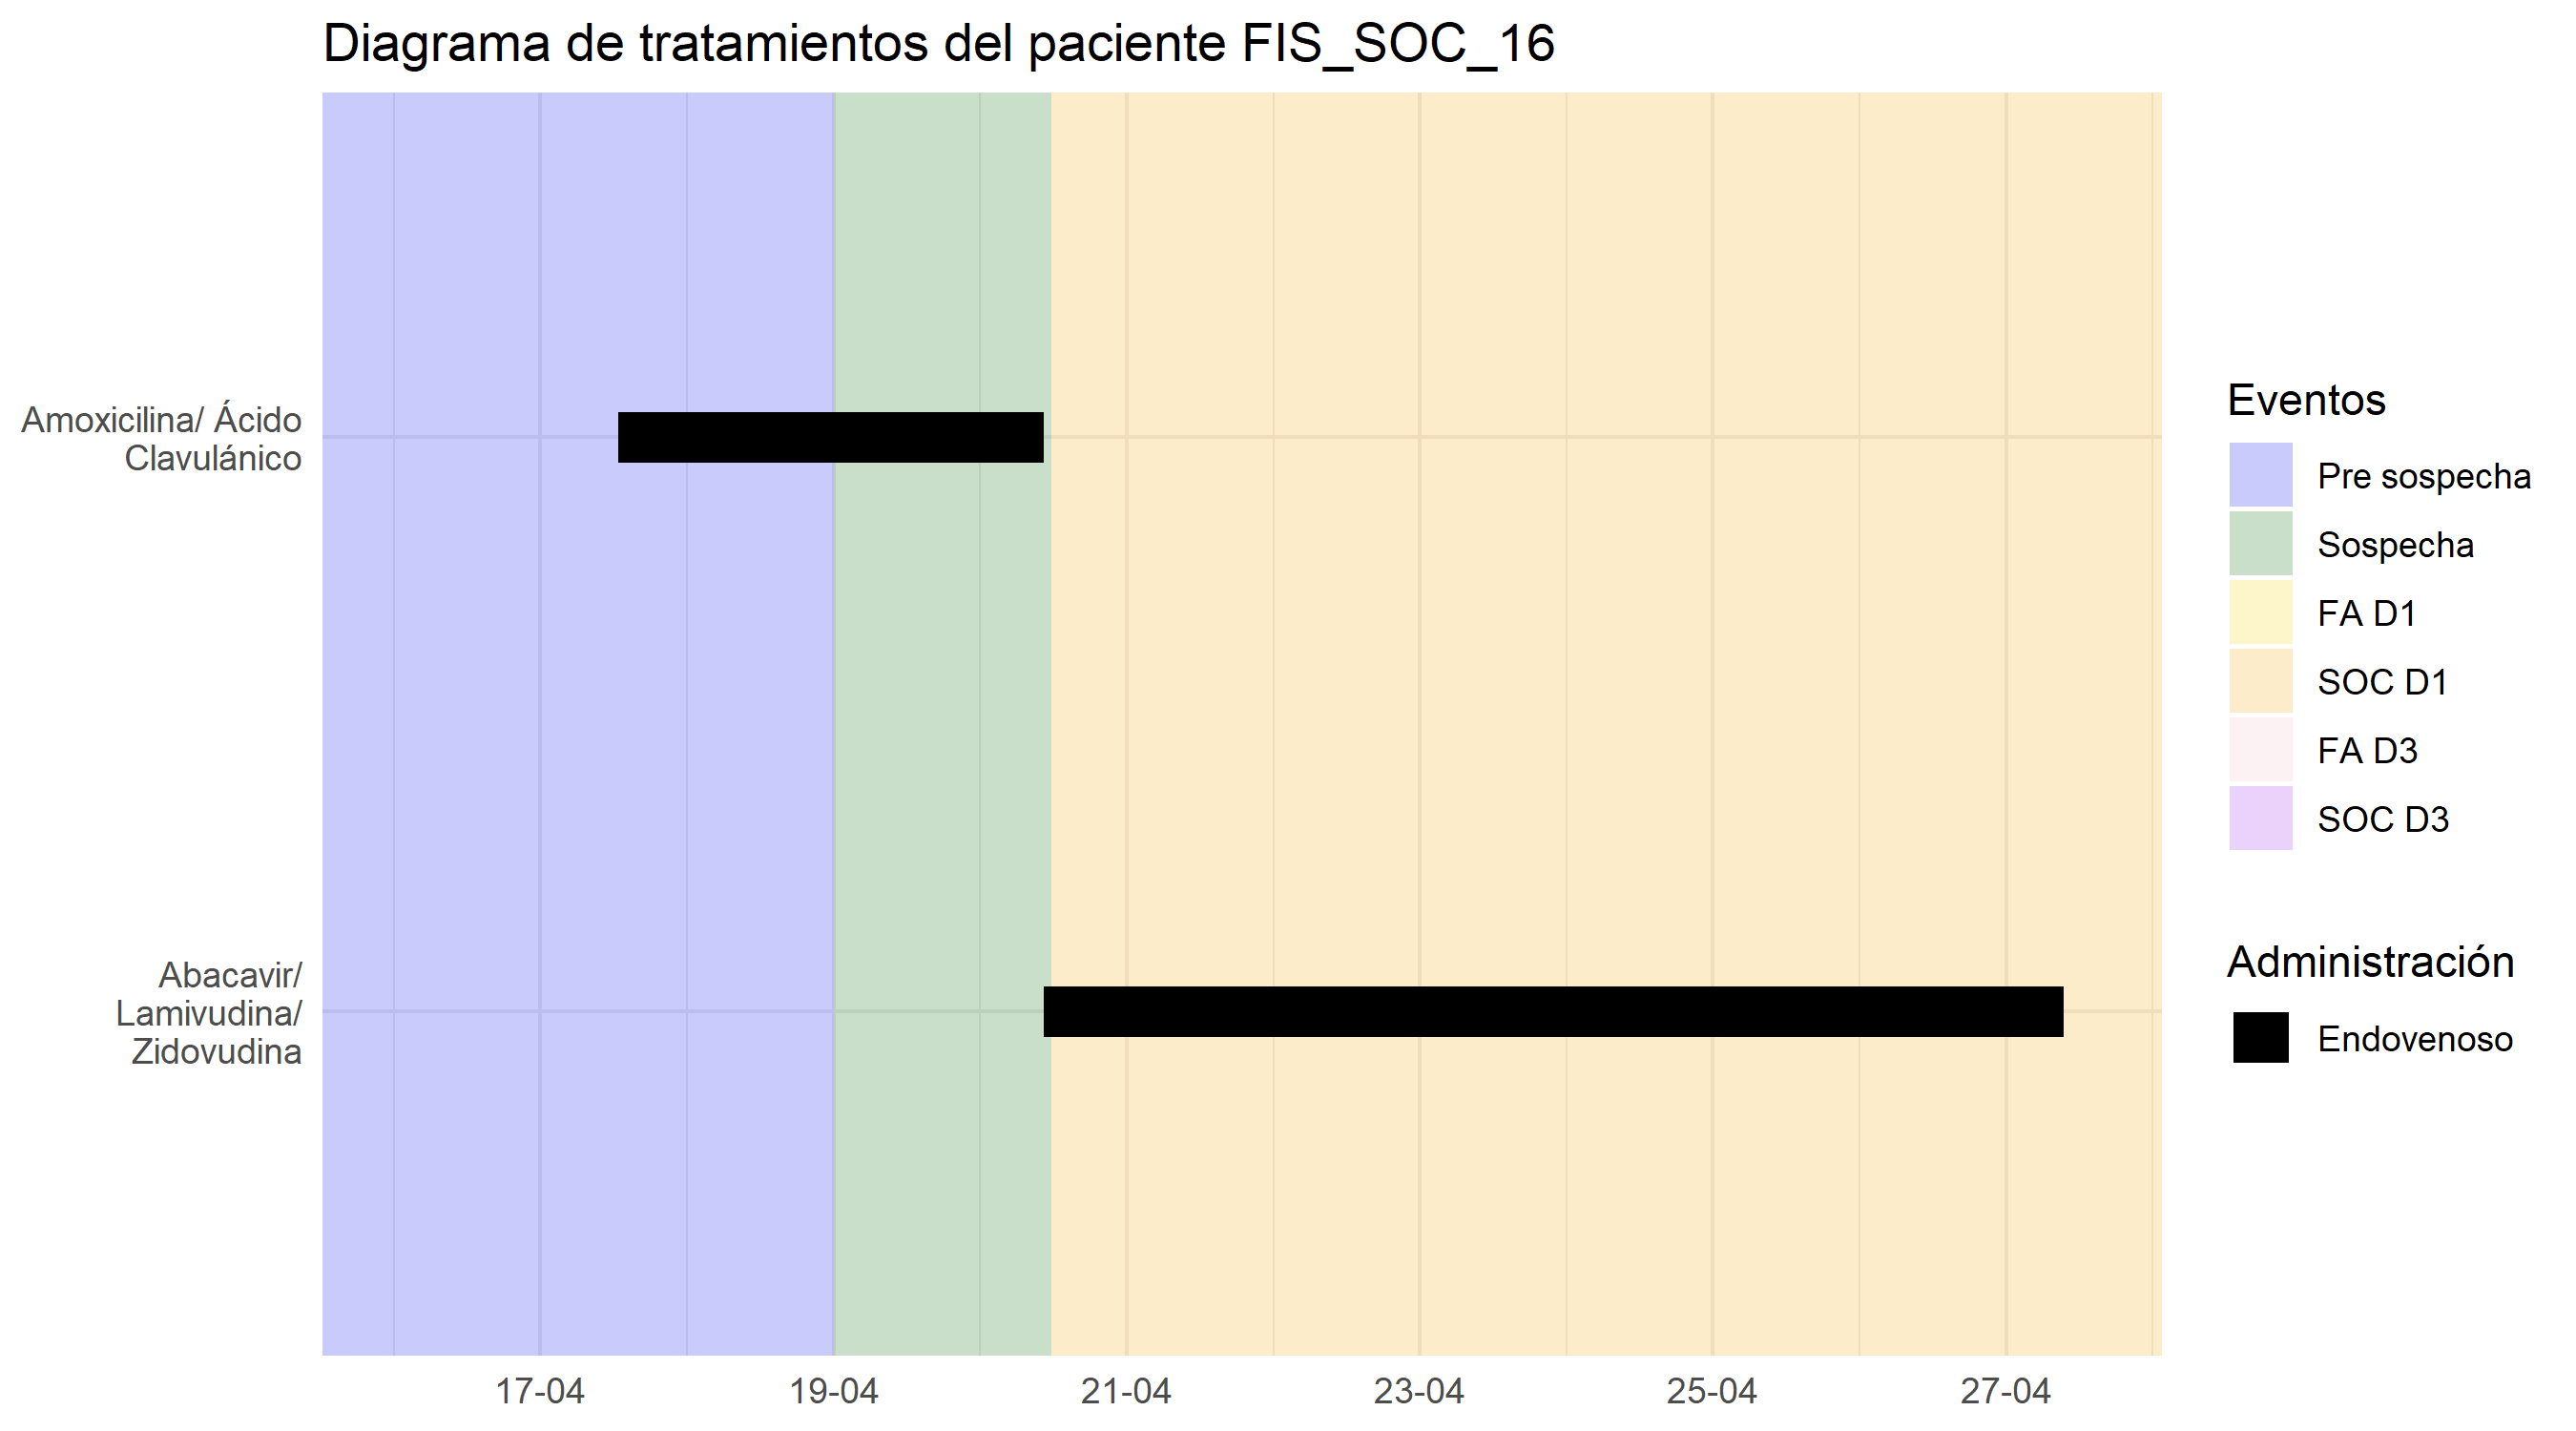 Diagrama de tratamientos del paciente FIS_SOC_16
Amoxicilina/ Ácido
Clavulánico
Abacavir/
Lamivudina/
Zidovudina
17-04
19-04
21-04
23-04
25-04
27-04
Eventos
Pre sospecha
Sospecha
FA D1
SOC D1
FA D3
SOC D3
Administración
Endovenoso